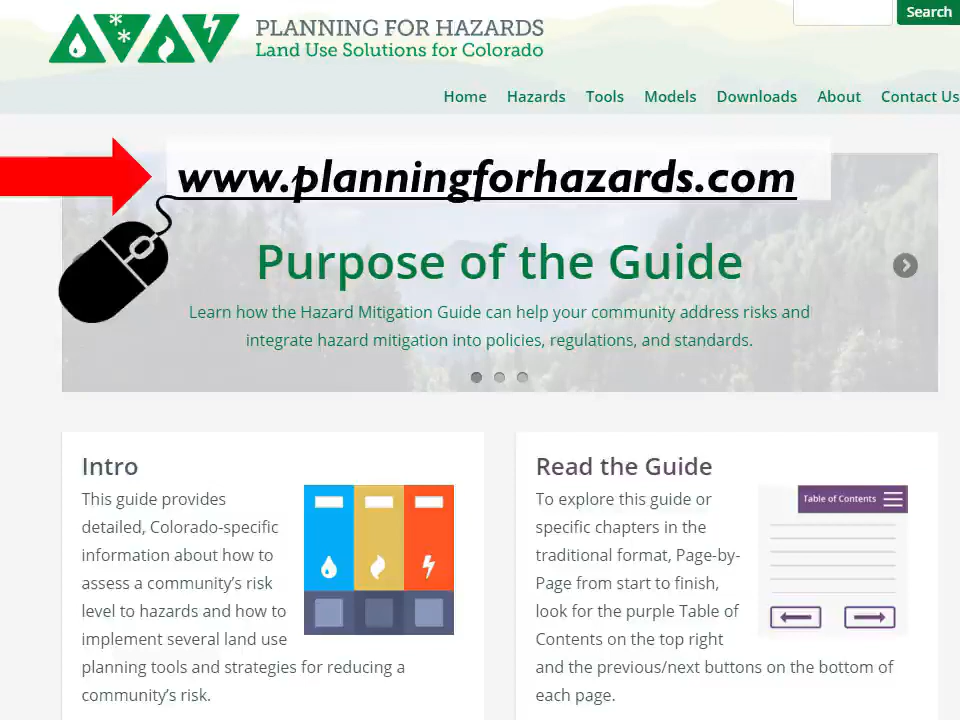 Search
PLANNING FOR HAZARDS
Land Use Solutions for Colorado
Home Hazards Tools Models Downloads About Contact Us
www.planningforhazards.com
Purpose of the Guide
Learn how the Hazard Mitigation Guide can help your community address risks and
integrate hazard mitigation into policies, regulations, and standards.
Intro
This guide provides
detailed, Colorado-specific
information about how to
assess a community's risk
level to hazards and how to
implement several land use
planning tools and strategies for reducing a
community's risk.
Read the Guide
To explore this guide or
specific chapters in the
traditional format, Page-by-
Page from start to finish,
look for the purple Table of
Contents on the top right
and the previous/next buttons on the bottom of
each page.
Table of Contents